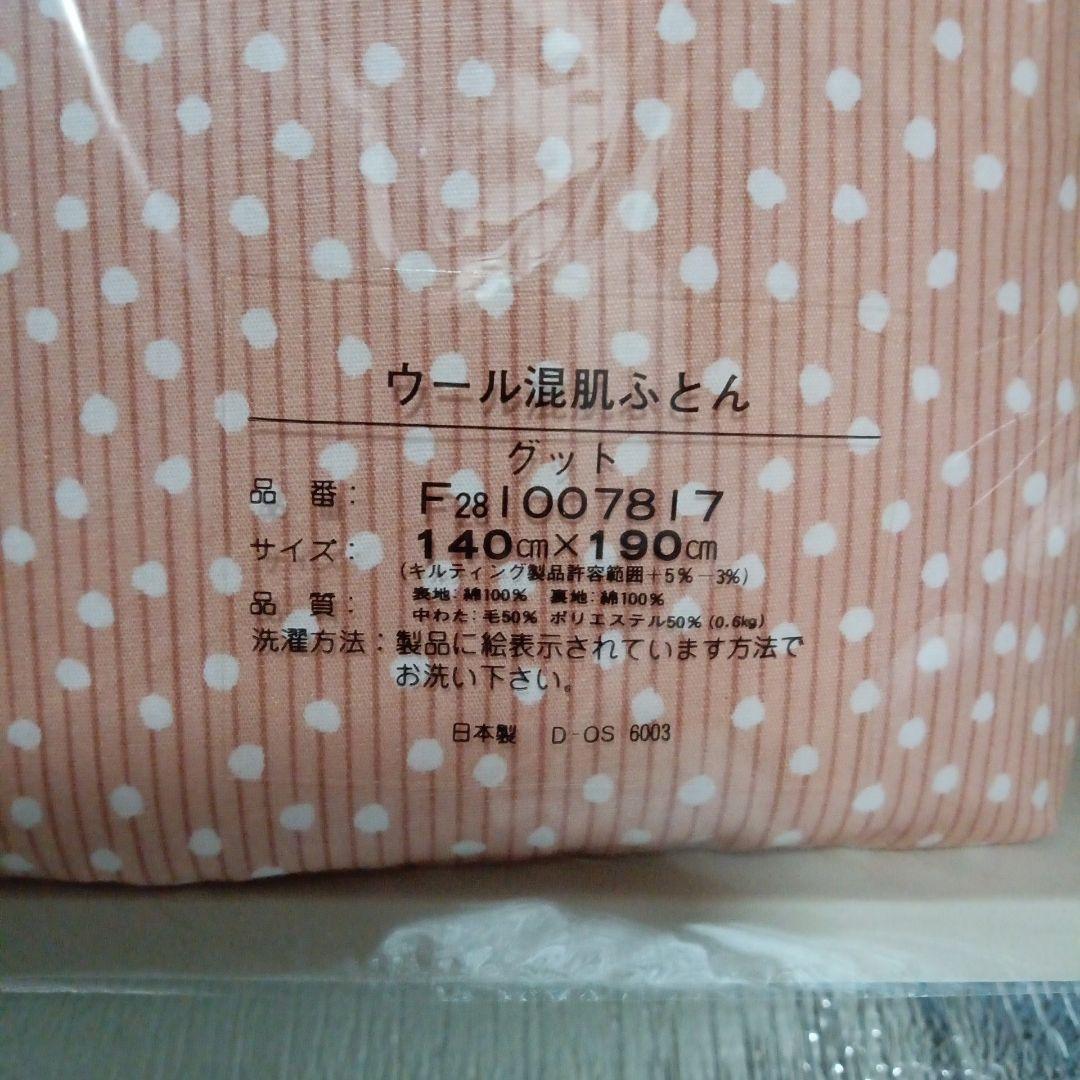 ウール混肌ふとん
グット
品番: F281007817
サイズ: 140㎝×190㎝
(キルティング製品許容範囲+5%−3%)
品質: 表地:綿100% 裏地:綿100%
中わた:毛50% ポリエステル50%(0.6kg)
洗濯方法:製品に絵表示されています方法で
お洗い下さい。
日本製 D-OS 6003